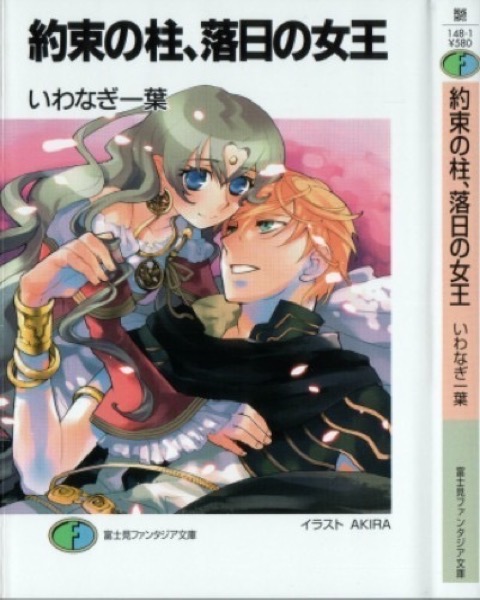 約束の柱、落日の女王
いわなぎ一葉
富士見ファンタジア文庫
イラスト AKIRA
148-1
¥580
約束の柱、落日の女王
いわなぎ一葉
富士見ファンタジア文庫